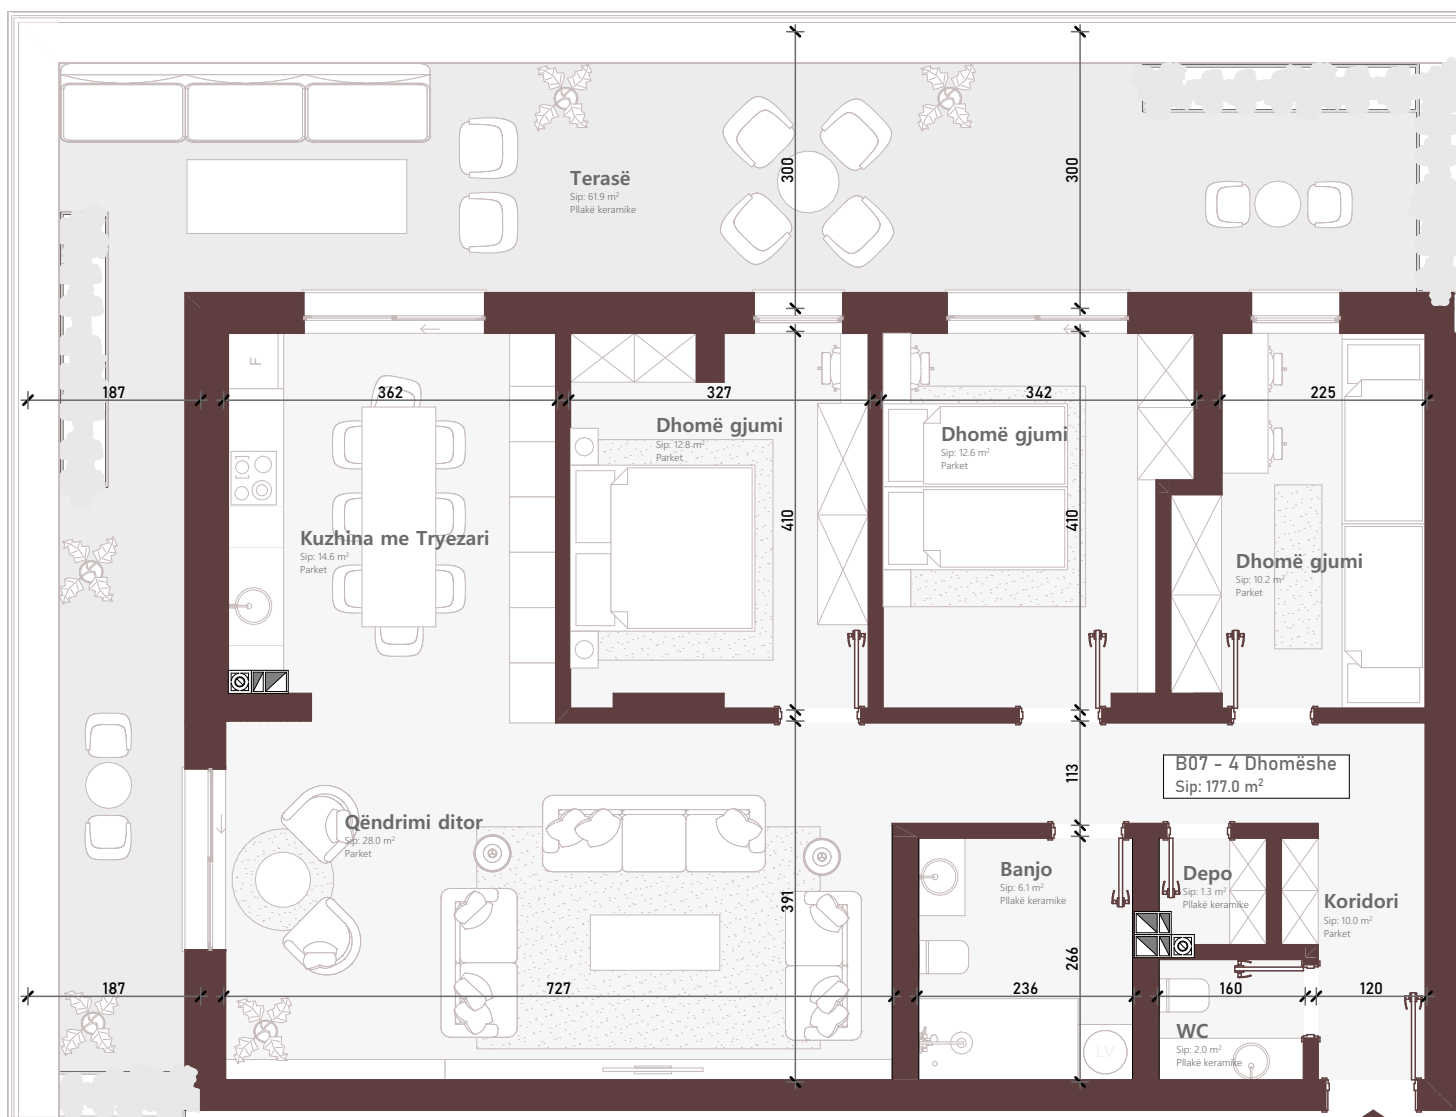 300
300
Terasë
Sip: 61.9 m²
Pllakë keramike
F
187
362
327
342
225
Dhomë gjumi
Sip: 12.8 m²
Parket
Dhomë gjumi
Sip: 12.6 m²
Parket
410
410
Kuzhina me Tryezari
Sip: 14.6 m²
Parket
Dhomë gjumi
Sip: 10.2 m²
Parket
113
B07 - 4 Dhomëshe
Sip: 177.0 m²
Qëndrimi ditor
Sip: 28.0 m²
Parket
Banjo
Sip: 6.1 m²
Pllakë keramike
Depo
Sip: 1.3 m²
Pllakë keramike
Koridori
Sip: 10.0 m²
Parket
391
266
187
727
236
160
120
WC
Sip: 2.0 m²
Pllakë keramike
LV